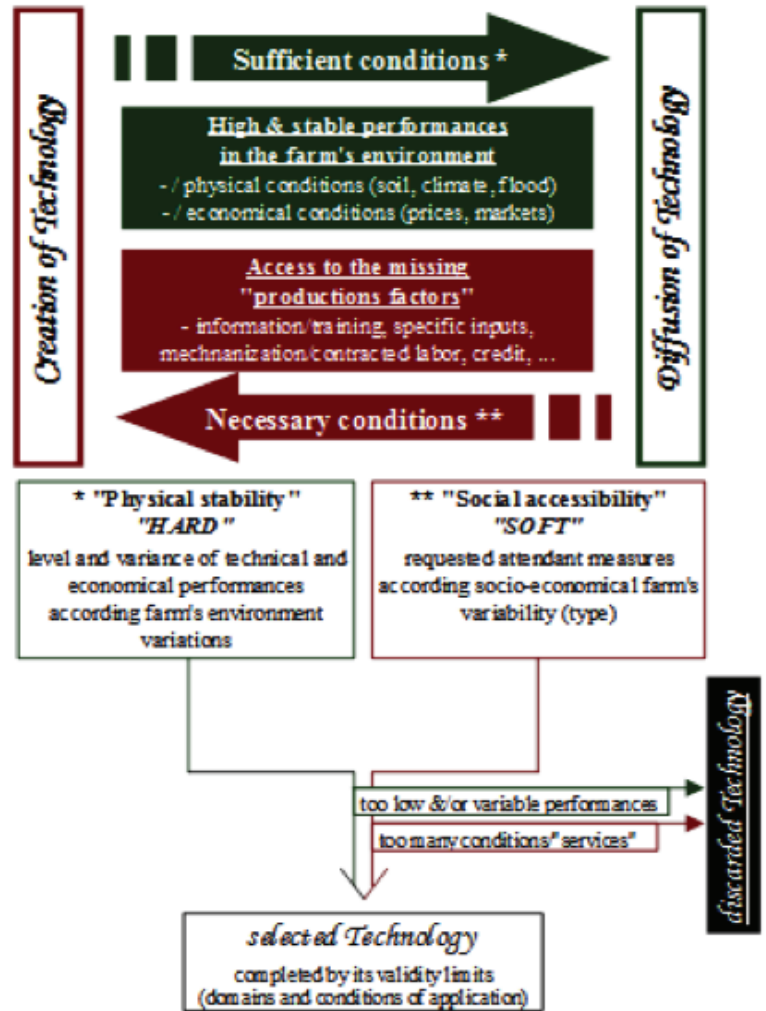 Creation of Technology
Sufficient conditions *
Diffusion of Technology
High & stable performances
in the farm's environment
- / physical conditions (soil, climate, flood)
- / economical conditions (prices, markets)
Access to the missing
"productions factors"
- information/training, specific inputs,
mechnanization/contracted labor, credit, ...
Necessary conditions **
* "Physical stability"
"HARD"
level and variance of technical and
economical performances
according farm's environment
variations
** "Social accessibility"
"SOFT"
requested attendant measures
according socio-economical farm's
variability (type)
too low &/or variable performances
too many conditions/"services"
discarded Technology
selected Technology
completed by its validity limits
(domains and conditions of application)